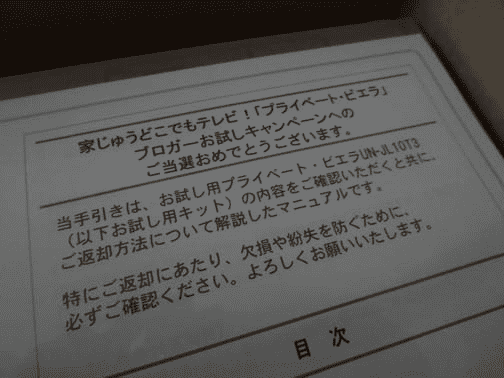 家じゅうどこでもテレビ！「プライベート・ビエラ」
ブロガーお試しキャンペーンへの
ご当選おめでとうございます。
当手引きは、お試し用プライベート・ビエラUN-JL10T3
（以下お試し用キット）の内容をご確認いただくと共に、
ご返却方法について解説したマニュアルです。
特にご返却にあたり、欠損や紛失を防ぐために、
必ずご確認ください。よろしくお願いいたします。
目 次